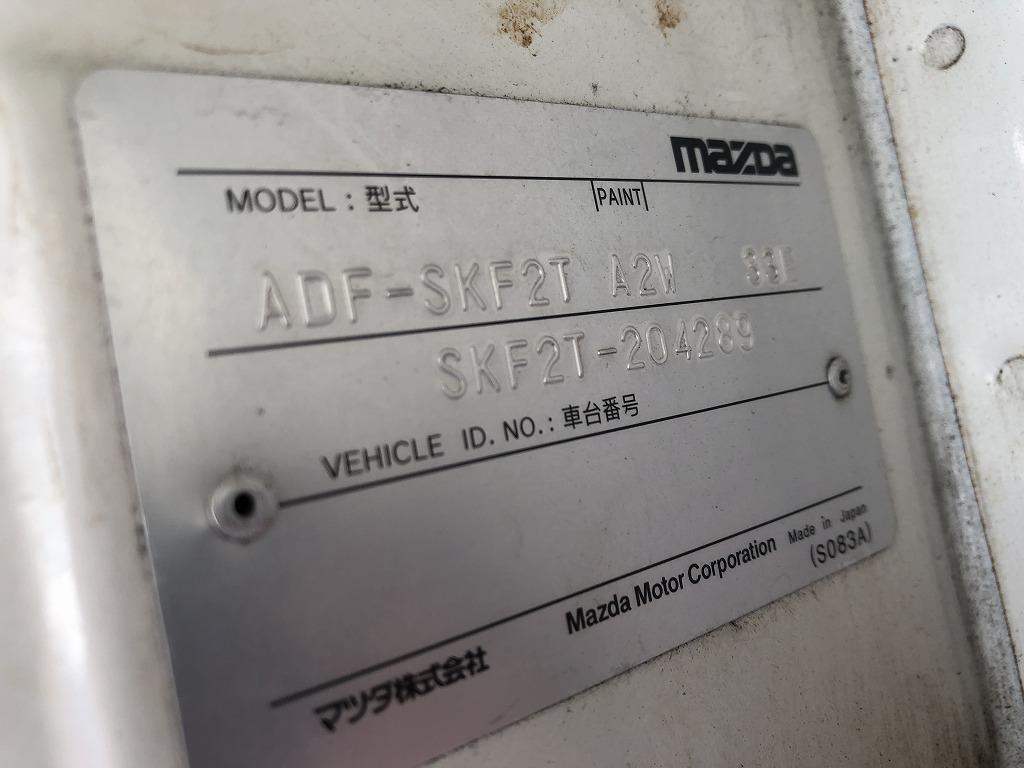 mazda
MODEL : 型式 PAINT
ADF-SKF2T A2W 33E
SKF2T-204289
VEHICLE ID. NO.: 車台番号
Mazda Motor Corporation Made in Japan
(S083A)
マツダ株式会社